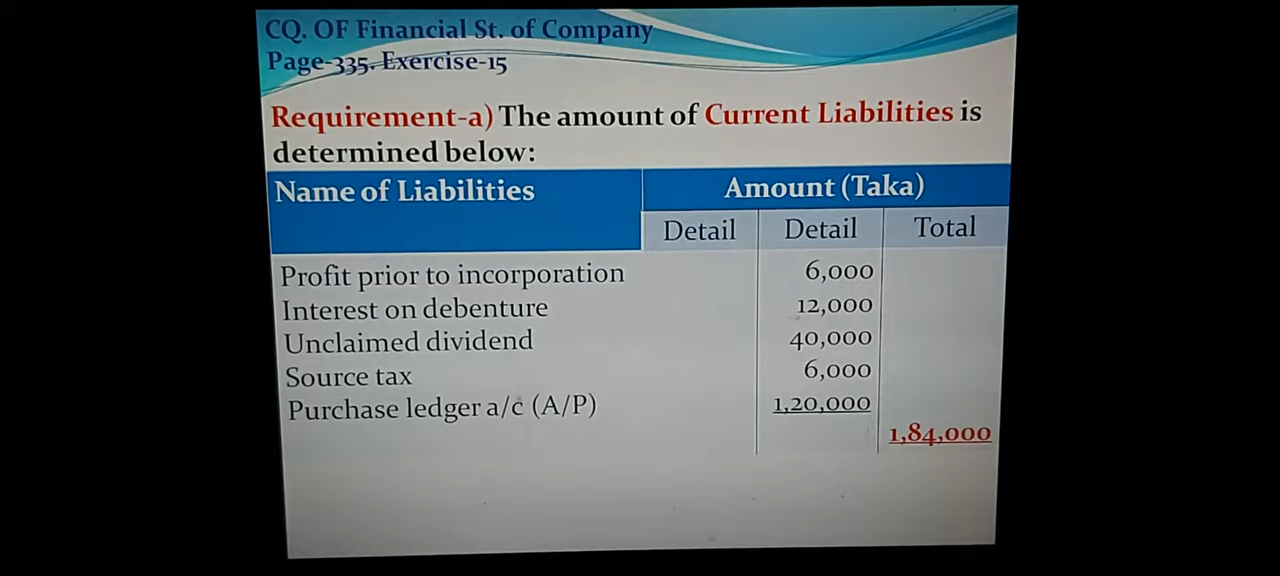 CQ. OF Financial St. of Company
Page-335. Exercise-15
Requirement-a) The amount of Current Liabilities is
determined below:
Name of Liabilities Amount (Taka)
Detail Detail Total
Profit prior to incorporation 6,000
Interest on debenture 12,000
Unclaimed dividend 40,000
Source tax 6,000
Purchase ledger a/c (A/P) 1,20,000
1,84,000